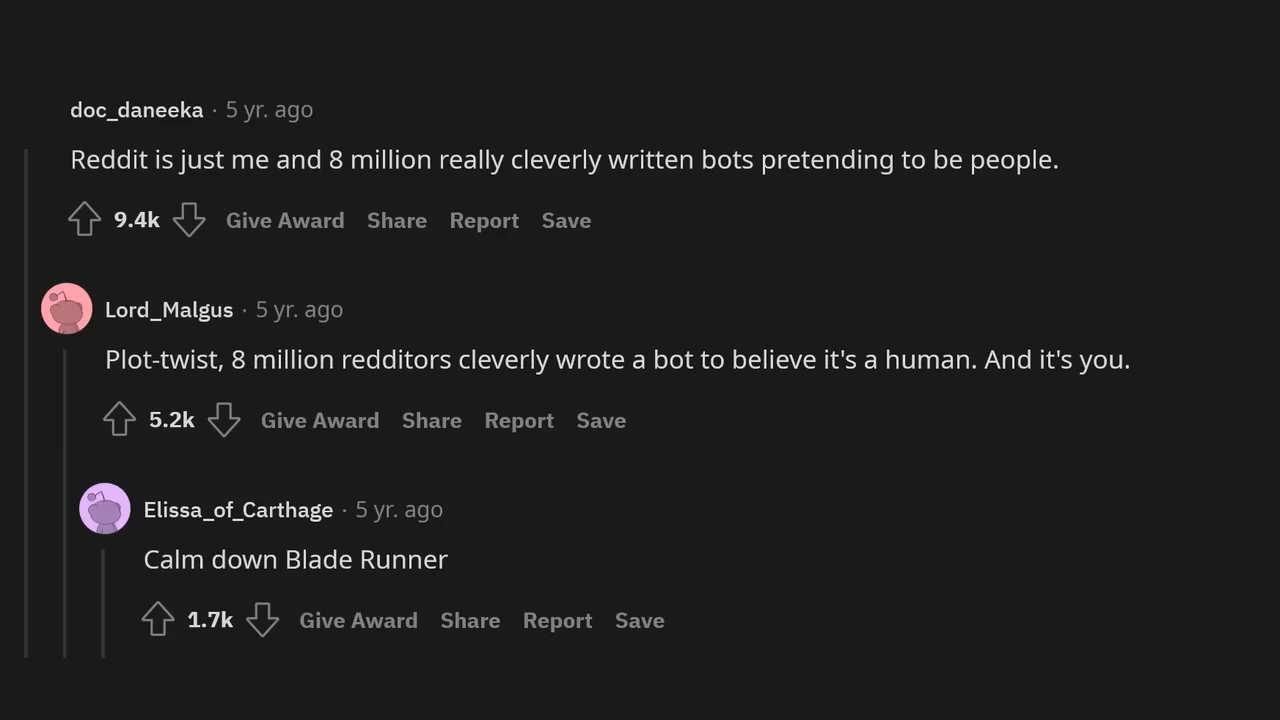 doc_daneeka · 5 yr. ago
Reddit is just me and 8 million really cleverly written bots pretending to be people.
9.4k Give Award Share Report Save
Lord_Malgus · 5 yr. ago
Plot-twist, 8 million redditors cleverly wrote a bot to believe it's a human. And it's you.
5.2k Give Award Share Report Save
Elissa_of_Carthage · 5 yr. ago
Calm down Blade Runner
1.7k Give Award Share Report Save